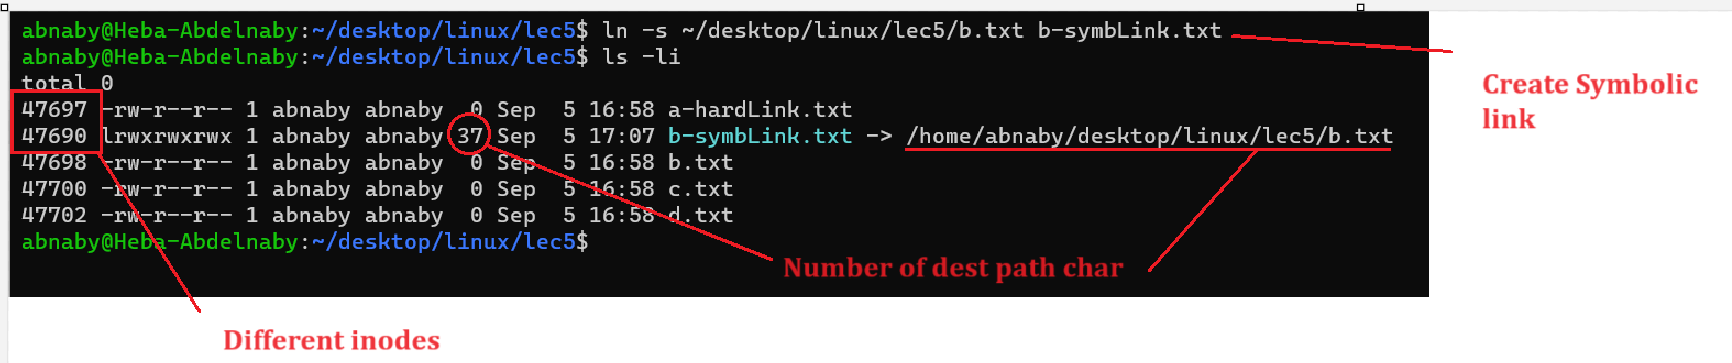 abnaby@Heba-Abdelnaby:~/desktop/linux/lec5$ ln -s ~/desktop/linux/lec5/b.txt b-symbLink.txt
abnaby@Heba-Abdelnaby:~/desktop/linux/lec5$ ls -li
total 0
47697 -rw-r--r-- 1 abnaby abnaby  0 Sep  5 16:58 a-hardLink.txt
47690 lrwxrwxrwx 1 abnaby abnaby 37 Sep  5 17:07 b-symbLink.txt -> /home/abnaby/desktop/linux/lec5/b.txt
47698 -rw-r--r-- 1 abnaby abnaby  0 Sep  5 16:58 b.txt
47700 -rw-r--r-- 1 abnaby abnaby  0 Sep  5 16:58 c.txt
47702 -rw-r--r-- 1 abnaby abnaby  0 Sep  5 16:58 d.txt
abnaby@Heba-Abdelnaby:~/desktop/linux/lec5$
Create Symbolic
link
Number of dest path char
Different inodes